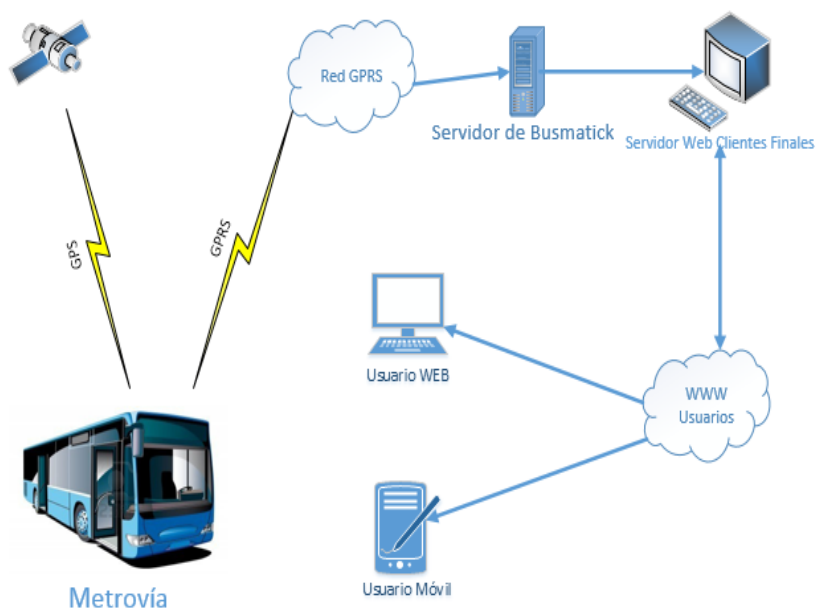 Red GPRS
Servidor de Busmatick
Servidor Web Clientes Finales
GPS
GPRS
Usuario WEB
WWW
Usuarios
Usuario Móvil
Metrovía